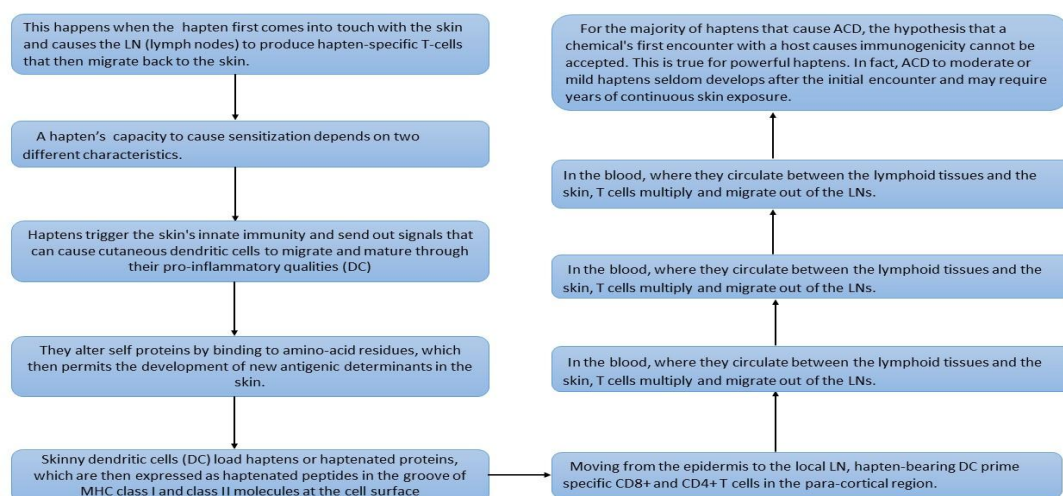 This happens when the hapten first comes into touch with the skin
and causes the LN (lymph nodes) to produce hapten-specific T-cells
that then migrate back to the skin.
A hapten's capacity to cause sensitization depends on two
different characteristics.
Haptens trigger the skin's innate immunity and send out signals that
can cause cutaneous dendritic cells to migrate and mature through
their pro-inflammatory qualities (DC)
They alter self proteins by binding to amino-acid residues, which
then permits the development of new antigenic determinants in the
skin.
Skinny dendritic cells (DC) load haptens or haptenated proteins,
which are then expressed as haptenated peptides in the groove of
MHC class I and class II molecules at the cell surface
Moving from the epidermis to the local LN, hapten-bearing DC prime
specific CD8+ and CD4+ T cells in the para-cortical region.
In the blood, where they circulate between the lymphoid tissues and the
skin, T cells multiply and migrate out of the LNs.
In the blood, where they circulate between the lymphoid tissues and the
skin, T cells multiply and migrate out of the LNs.
In the blood, where they circulate between the lymphoid tissues and the
skin, T cells multiply and migrate out of the LNs.
For the majority of haptens that cause ACD, the hypothesis that
a chemical's first encounter with a host causes immunogenicity cannot be
accepted. This is true for powerful haptens. In fact, ACD to moderate or
mild haptens seldom develops after the initial encounter and may require
years of continuous skin exposure.